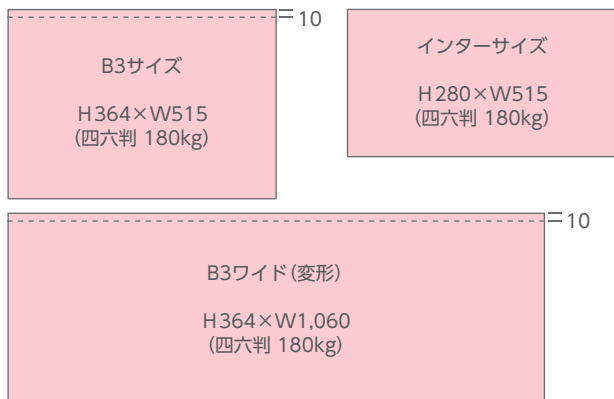 10
B3サイズ
H364×W515
(四六判 180kg)
インターサイズ
H280×W515
(四六判 180kg)
10
B3ワイド(変形)
H364×W1,060
(四六判 180kg)